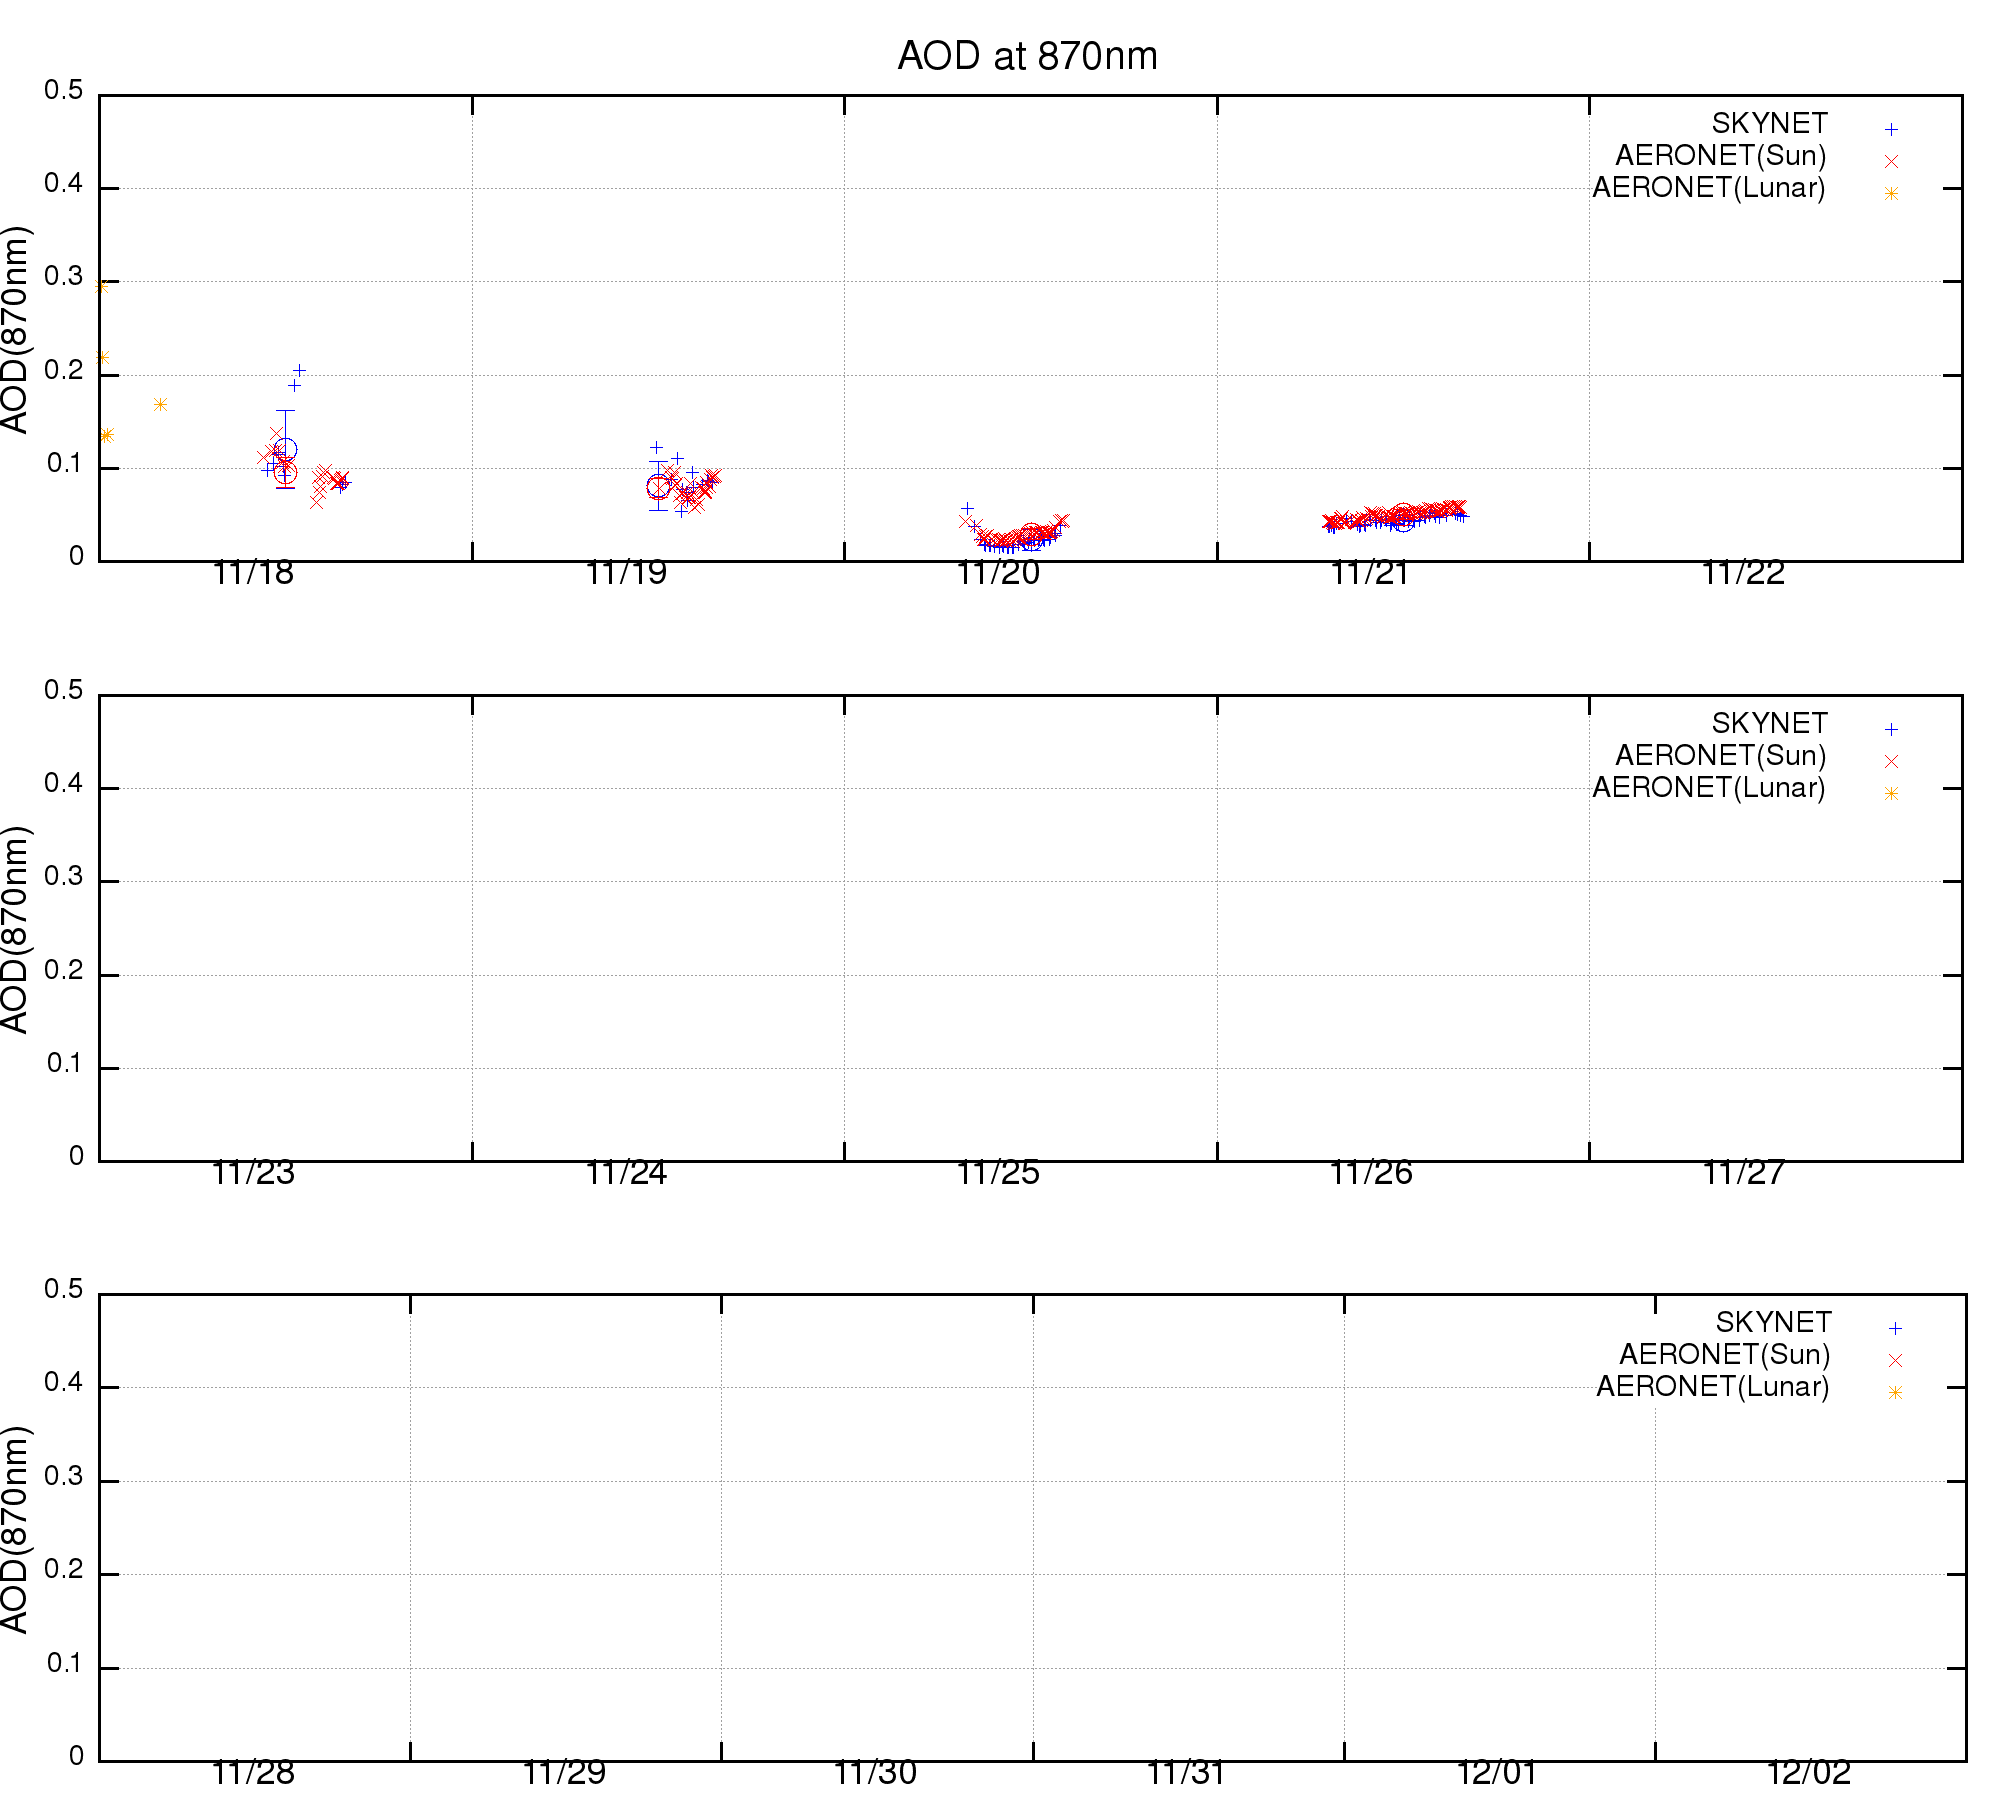 AOD at 870nm
0.5
SKYNET
AERONET(Sun)
AERONET(Lunar)
0.4
0.3
0.2
0.1
0
AOD(870nm)
11/18 11/19 11/20 11/21 11/22
0.5
SKYNET
AERONET(Sun)
AERONET(Lunar)
0.4
0.3
0.2
0.1
0
AOD(870nm)
11/23 11/24 11/25 11/26 11/27
0.5
SKYNET
AERONET(Sun)
AERONET(Lunar)
0.4
0.3
0.2
0.1
0
AOD(870nm)
11/28 11/29 11/30 11/31 12/01 12/02